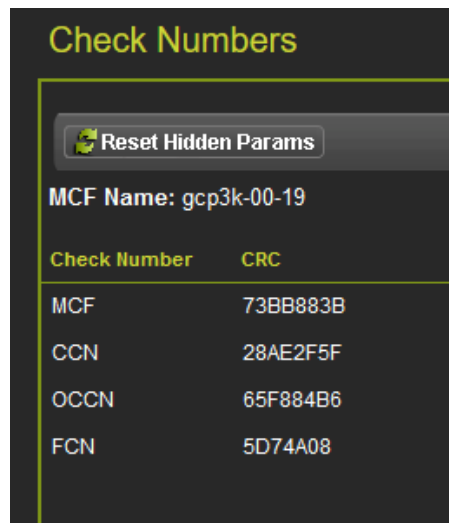 Check Numbers
Reset Hidden Params
MCF Name: gcp3k-00-19
Check Number CRC
MCF 73BB883B
CCN 28AE2F5F
OCCN 65F884B6
FCN 5D74A08